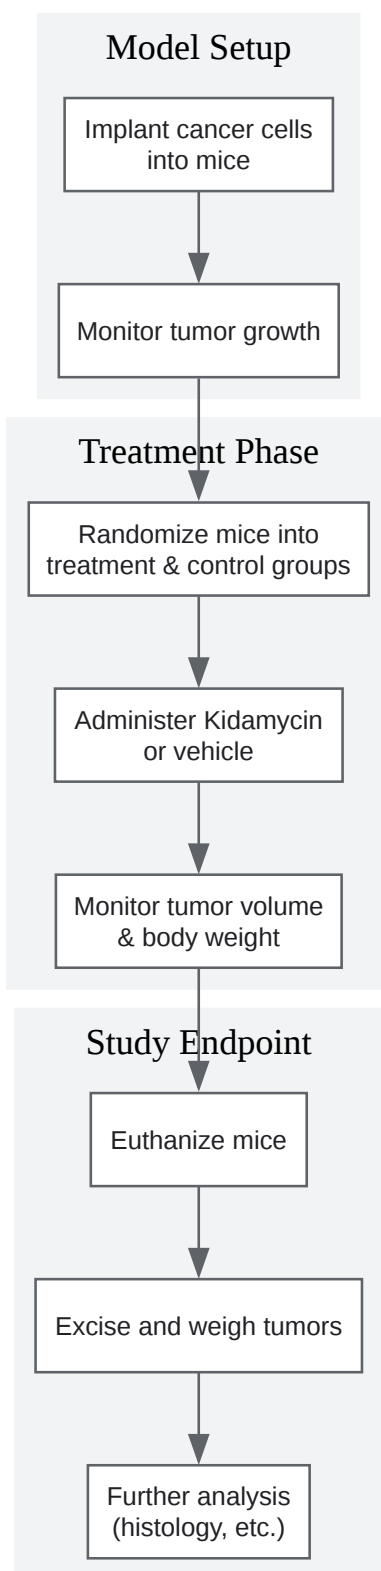 Model Setup
Implant cancer cells
into mice
Monitor tumor growth
Treatment Phase
Randomize mice into
treatment & control groups
Administer Kidamycin
or vehicle
Monitor tumor volume
& body weight
Study Endpoint
Euthanize mice
Excise and weigh tumors
Further analysis
(histology, etc.)